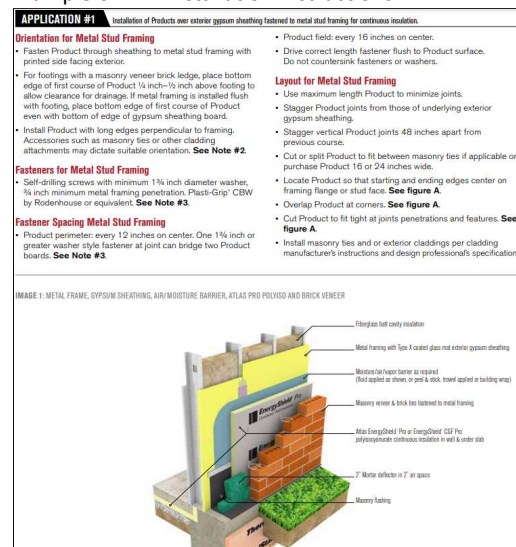 APPLICATION #1 Installation of Products over exterior gypsum sheathing fastened to metal stud framing for continuous insulation.
Orientation for Metal Stud Framing
• Fasten Product through sheathing to metal stud framing with
printed side facing exterior.
• For footings with a masonry veneer brick ledge, place bottom
edge of first course of Product ¼ inch–½ inch above footing to
allow clearance for drainage. If metal framing is installed flush
with footing, place bottom edge of first course of Product
even with bottom edge of gypsum sheathing board.
• Install Product with long edges perpendicular to framing.
Accessories such as masonry ties or other cladding
attachments may dictate suitable orientation. See Note #2.
Fasteners for Metal Stud Framing
• Self-drilling screws with minimum 1¾ inch diameter washer,
¾ inch minimum metal framing penetration. Plasti-Grip® CBW
by Rodenhouse or equivalent. See Note #3.
Fastener Spacing Metal Stud Framing
• Product perimeter: every 12 inches on center. One 1¾ inch or
greater washer style fastener at joint can bridge two Product
boards. See Note #3.
• Product field: every 16 inches on center.
• Drive correct length fastener flush to Product surface.
Do not countersink fasteners or washers.
Layout for Metal Stud Framing
• Use maximum length Product to minimize joints.
• Stagger Product joints from those of underlying exterior
gypsum sheathing.
• Stagger vertical Product joints 48 inches apart from
previous course.
• Cut or split Product to fit between masonry ties if applicable or
purchase Product 16 or 24 inches wide.
• Locate Product so that starting and ending edges center on
framing flange or stud face. See figure A.
• Overlap Product at corners. See figure A.
• Cut Product to fit tight at joints penetrations and features. See
figure A.
• Install masonry ties and or exterior claddings per cladding
manufacturer's instructions and design professional's specification
IMAGE 1: METAL FRAME, GYPSUM SHEATHING, AIR/MOISTURE BARRIER, ATLAS PRO POLYISO AND BRICK VENEER
Fiberglass batt cavity insulation
Metal framing with Type X coated glass mat exterior gypsum sheathing
Moisture/air/vapor barrier as required
(fluid applied as shown, or peel & stick, trowel applied or building wrap)
Masonry veneer & brick ties fastened to metal framing
EnergyShield Pro
Atlas EnergyShield® Pro or EnergyShield® CGF Pro
polyisocyanurate continuous insulation in wall & under slab
EnergyShield
2" Mortar deflector in 2" air space
Masonry flashing